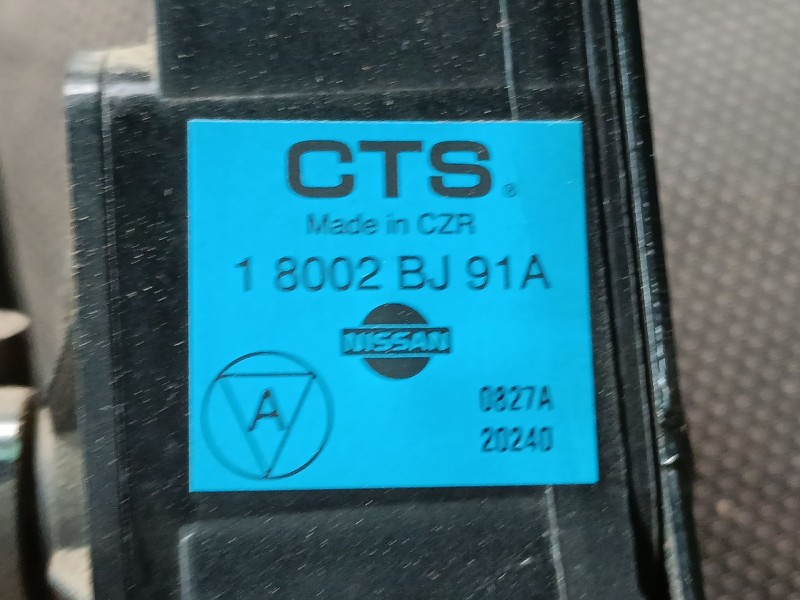 CTS®
Made in CZR
1 8002 BJ 91A
NISSAN
A
0827A
20240